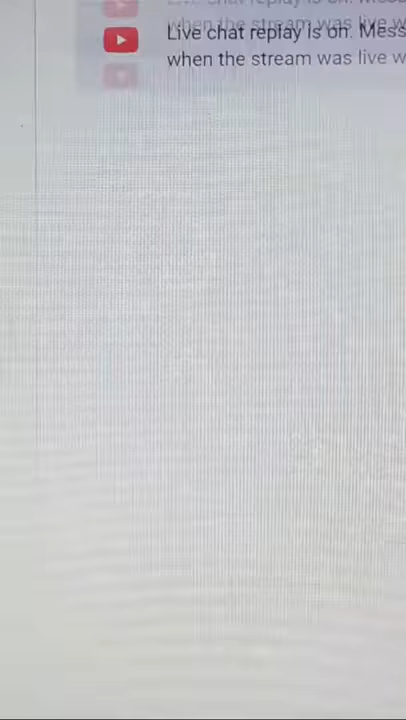 Live chat replay is on. Mess
when the stream was live w